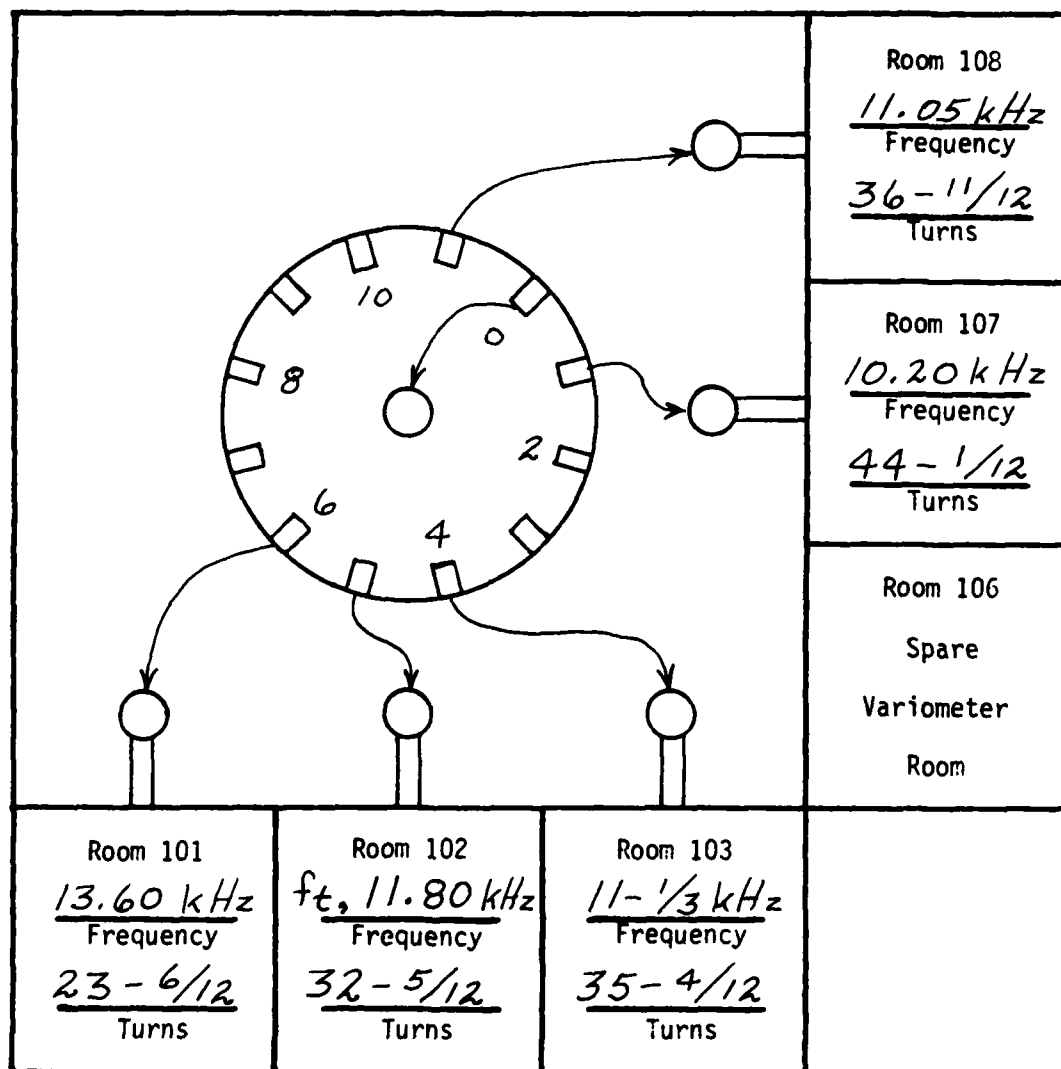 Room 108
11.05 kHz
Frequency
36-11/12
Turns
10
0
8
2
6
4
Room 107
10.20 kHz
Frequency
44-1/12
Turns
Room 106
Spare
Variometer
Room
Room 101
13.60 kHz
Frequency
23-6/12
Turns
Room 102
ft, 11.80 kHz
Frequency
32-5/12
Turns
Room 103
11-1/3 kHz
Frequency
35-4/12
Turns